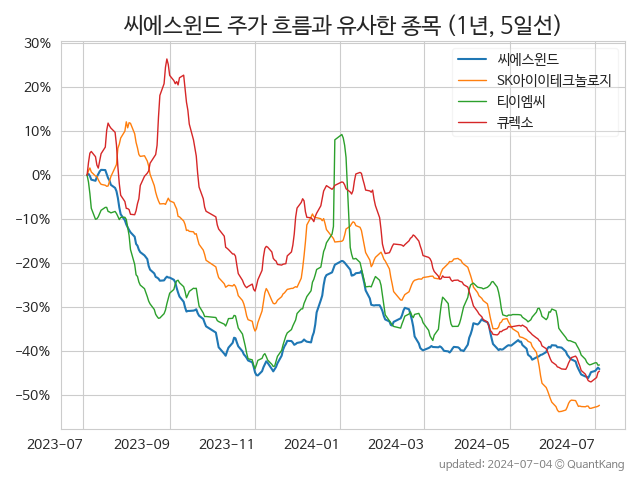 씨에스윈드 주가 흐름과 유사한 종목 (1년, 5일선)
씨에스윈드
SK아이이테크놀로지
티이엠씨
큐렉소
30%
20%
10%
0%
−10%
−20%
−30%
−40%
−50%
2023-07 2023-09 2023-11 2024-01 2024-03 2024-05 2024-07
updated: 2024-07-04 © QuantKang